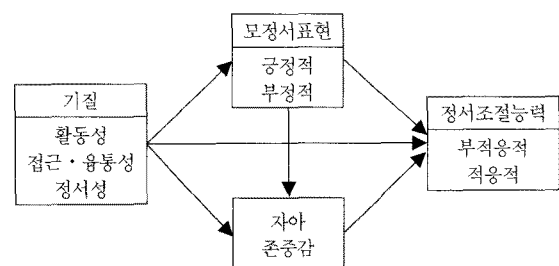 모정서표현
긍정적
부정적
기질
활동성
접근・융통성
정서성
정서조절능력
부적응적
적응적
자아
존중감